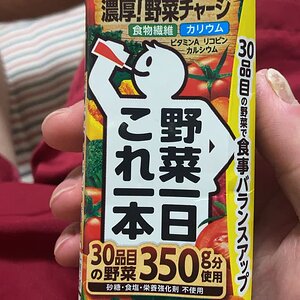 濃厚!野菜チャージ
食物繊維 カリウム
ビタミンA リコピン
カルシウム
野菜一日
これ一本
30品目の野菜で食事バランスアップ
30品目
の野菜350g分
使用
砂糖・食塩・栄養強化剤 不使用